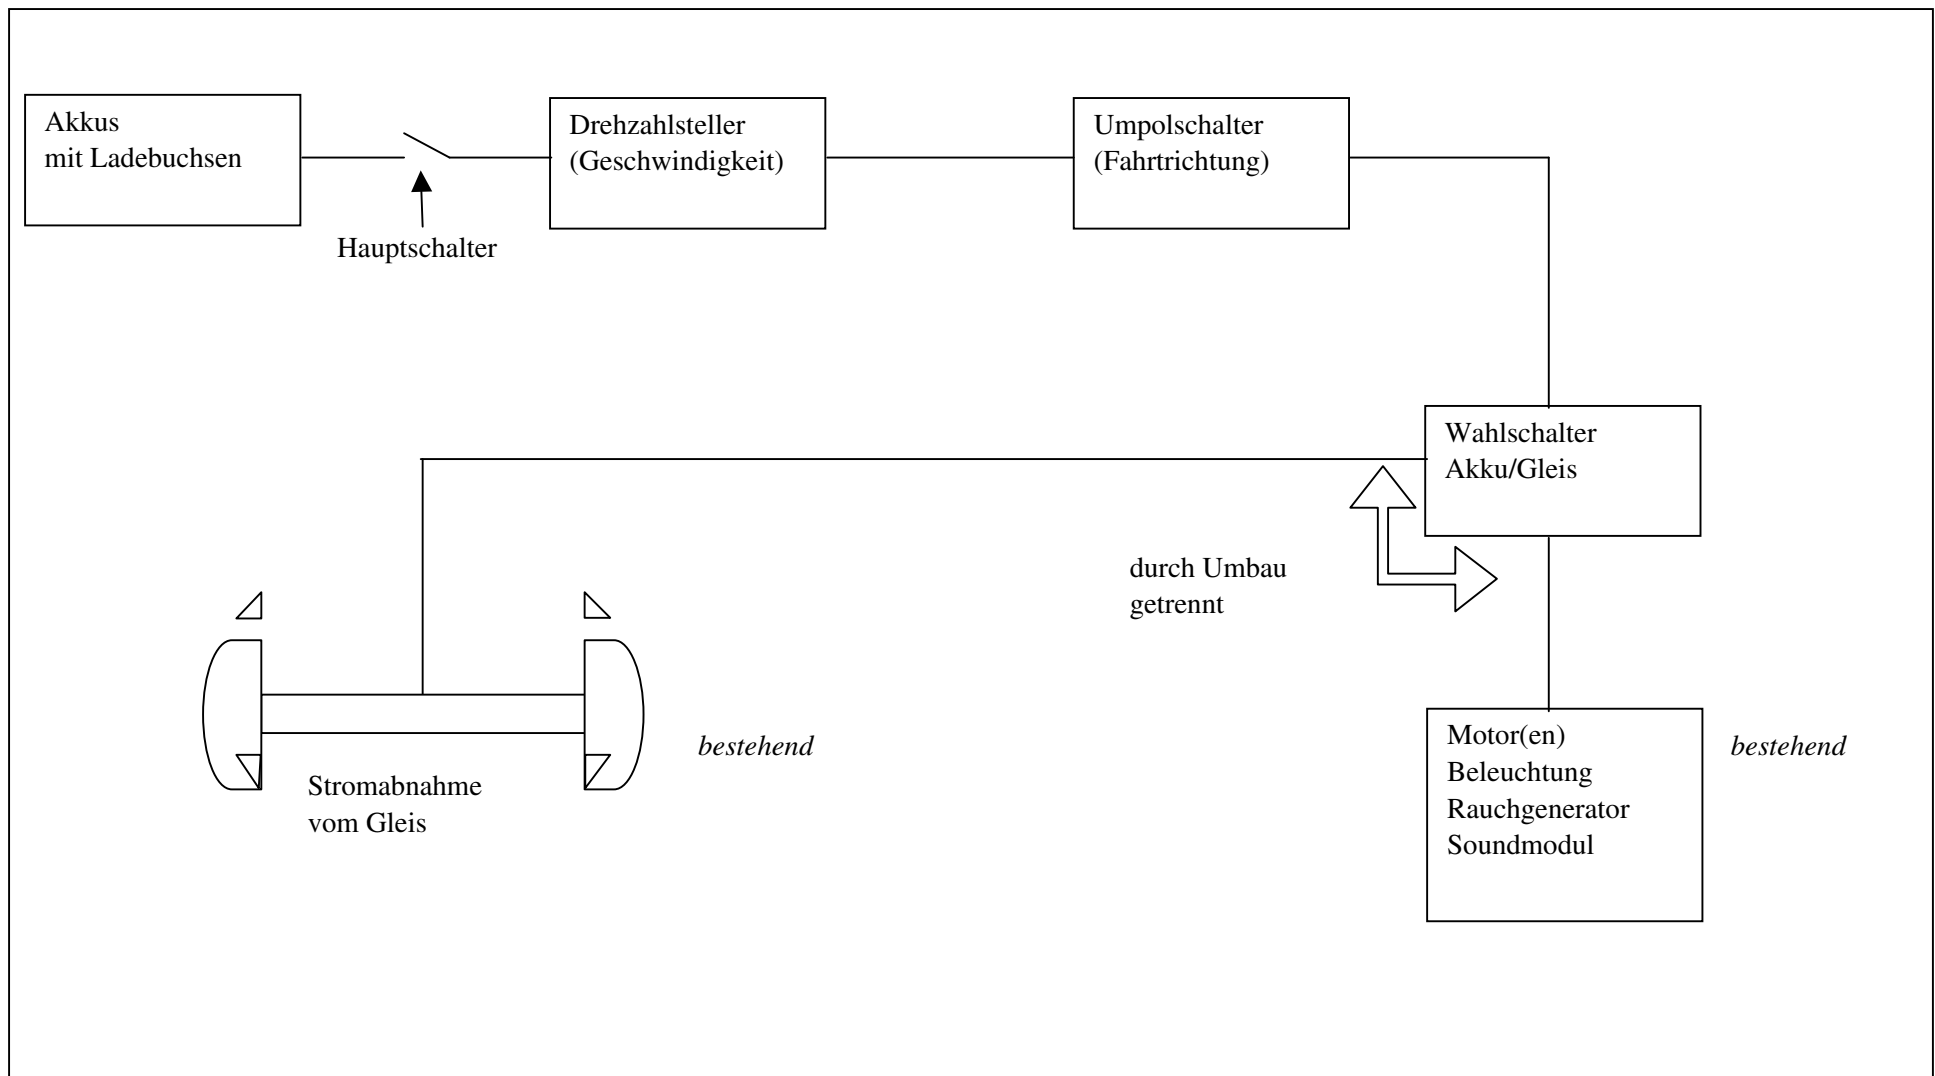 Akkus
mit Ladebuchsen
Hauptschalter
Drehzahlsteller
(Geschwindigkeit)
Umpolschalter
(Fahrtrichtung)
Wahlschalter
Akku/Gleis
durch Umbau
getrennt
Stromabnahme
vom Gleis
bestehend
Motor(en)
Beleuchtung
Rauchgenerator
Soundmodul
bestehend